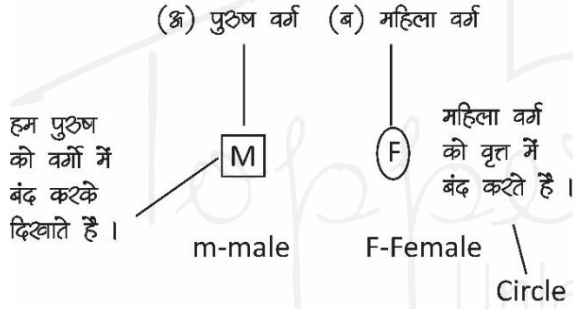 (अ) पुरुष वर्ग (ब) महिला वर्ग
हम पुरुष
को वर्गो में
बंद करके
दिखाते है ।
M
F
महिला वर्ग
को वृत्त में
बंद करते है ।
m-male
F-Female
Circle